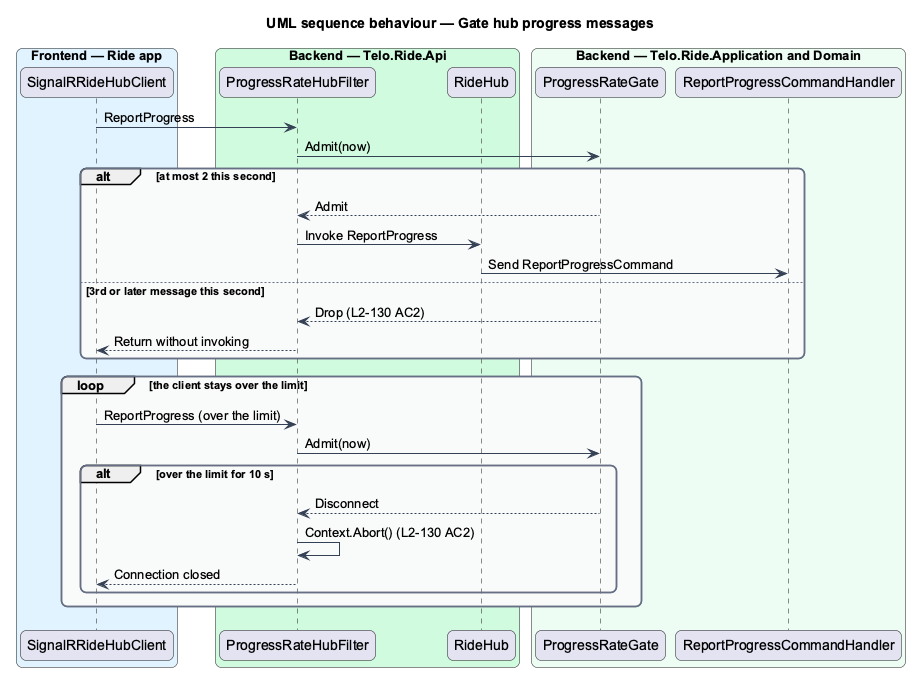 UML sequence behaviour — Gate hub progress messages
Frontend — Ride app
Backend — Telo.Ride.Api
Backend — Telo.Ride.Application and Domain
SignalRRideHubClient
ProgressRateHubFilter
RideHub
ProgressRateGate
ReportProgressCommandHandler
ReportProgress
Admit(now)
alt
[at most 2 this second]
Admit
Invoke ReportProgress
Send ReportProgressCommand
[3rd or later message this second]
Drop (L2-130 AC2)
Return without invoking
loop
[the client stays over the limit]
ReportProgress (over the limit)
Admit(now)
alt
[over the limit for 10 s]
Disconnect
Context.Abort() (L2-130 AC2)
Connection closed
SignalRRideHubClient
ProgressRateHubFilter
RideHub
ProgressRateGate
ReportProgressCommandHandler